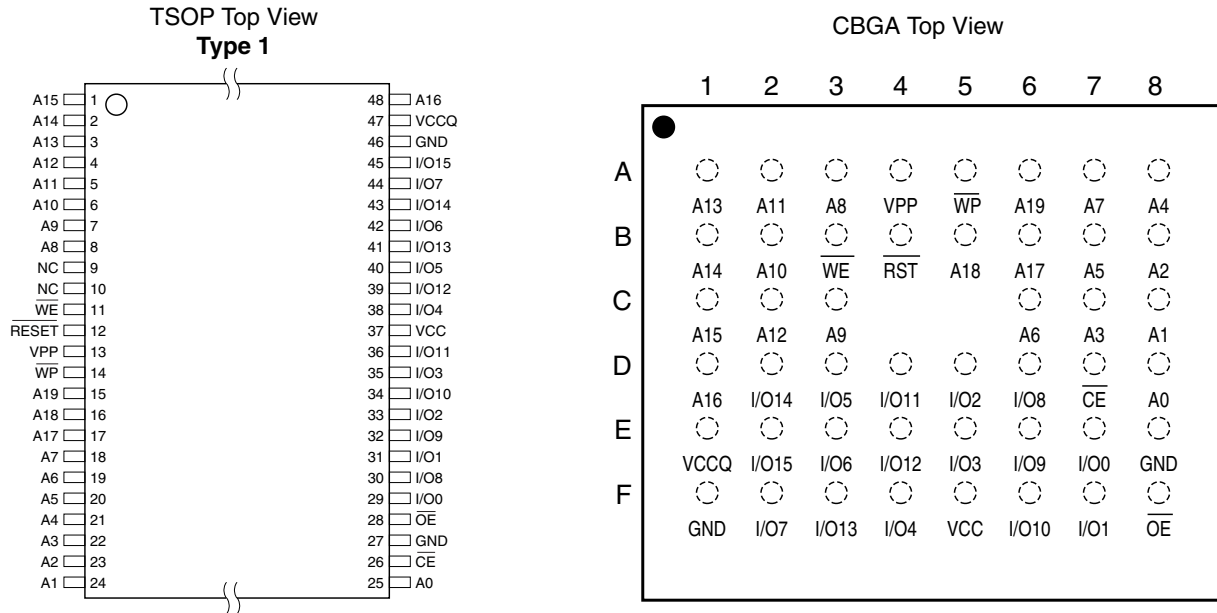 TSOP Top View
Type 1
A15 1 48 A16
A14 2 47 VCCQ
A13 3 46 GND
A12 4 45 I/O15
A11 5 44 I/O7
A10 6 43 I/O14
A9 7 42 I/O6
A8 8 41 I/O13
NC 9 40 I/O5
NC 10 39 I/O12
WE 11 38 I/O4
RESET 12 37 VCC
VPP 13 36 I/O11
WP 14 35 I/O3
A19 15 34 I/O10
A18 16 33 I/O2
A17 17 32 I/O9
A7 18 31 I/O1
A6 19 30 I/O8
A5 20 29 I/O0
A4 21 28 OE
A3 22 27 GND
A2 23 26 CE
A1 24 25 A0
CBGA Top View
1 2 3 4 5 6 7 8
A
A13 A11 A8 VPP WP A19 A7 A4
B
A14 A10 WE RST A18 A17 A5 A2
C
A15 A12 A9 A6 A3 A1
D
A16 I/O14 I/O5 I/O11 I/O2 I/O8 CE A0
E
VCCQ I/O15 I/O6 I/O12 I/O3 I/O9 I/O0 GND
F
GND I/O7 I/O13 I/O4 VCC I/O10 I/O1 OE